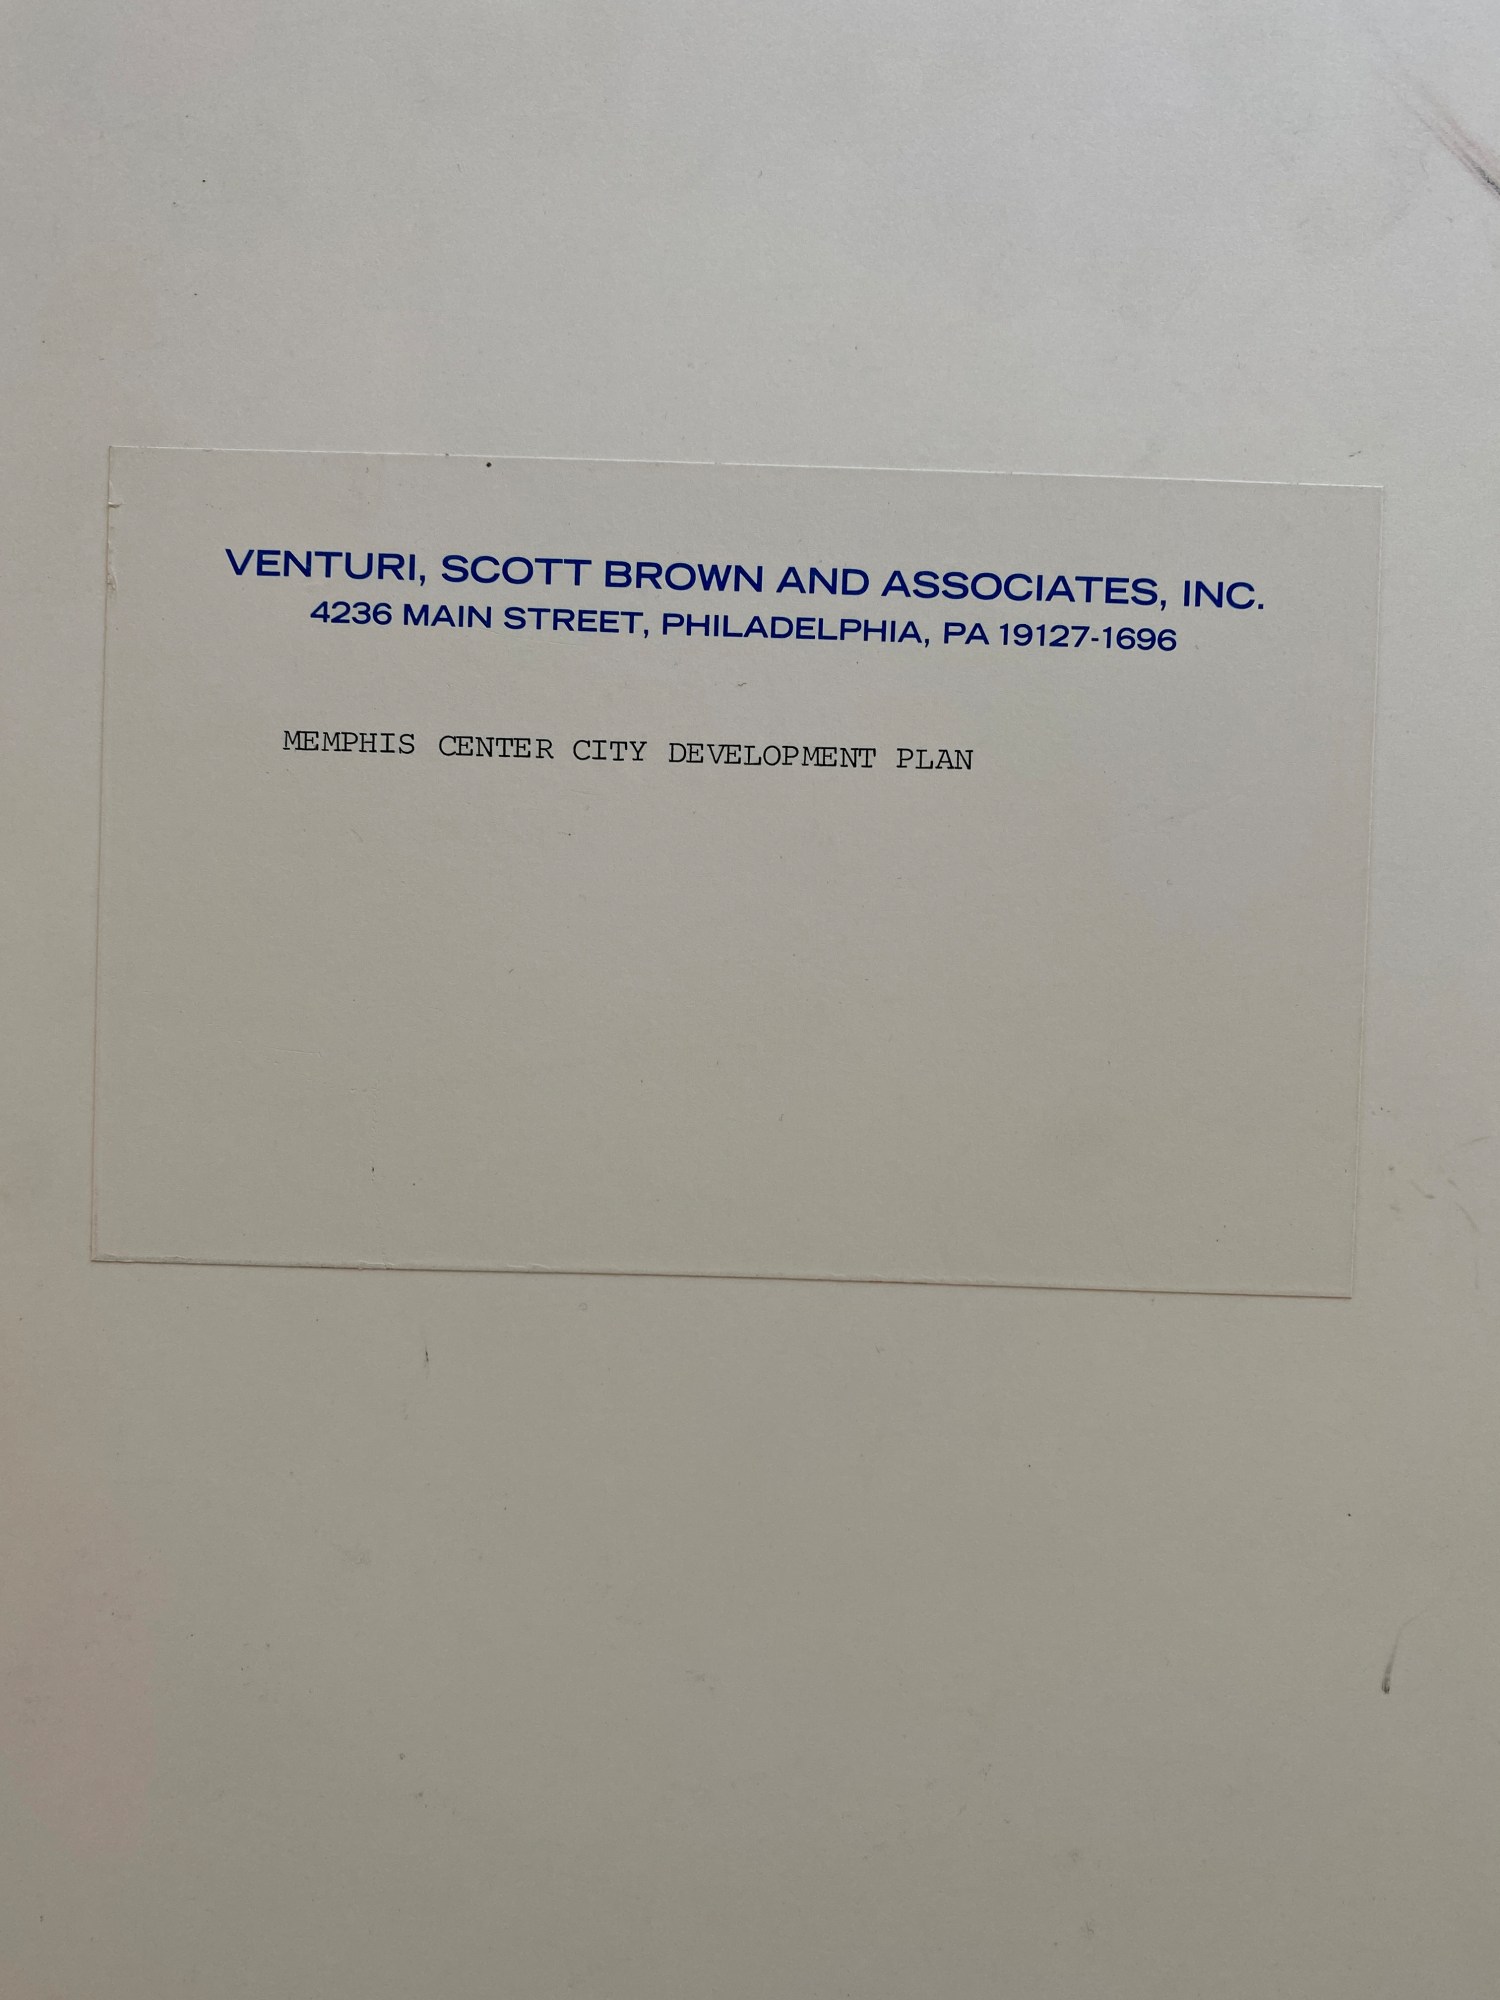 VENTURI, SCOTT BROWN AND ASSOCIATES, INC.
4236 MAIN STREET, PHILADELPHIA, PA 19127-1696
MEMPHIS CENTER CITY DEVELOPMENT PLAN